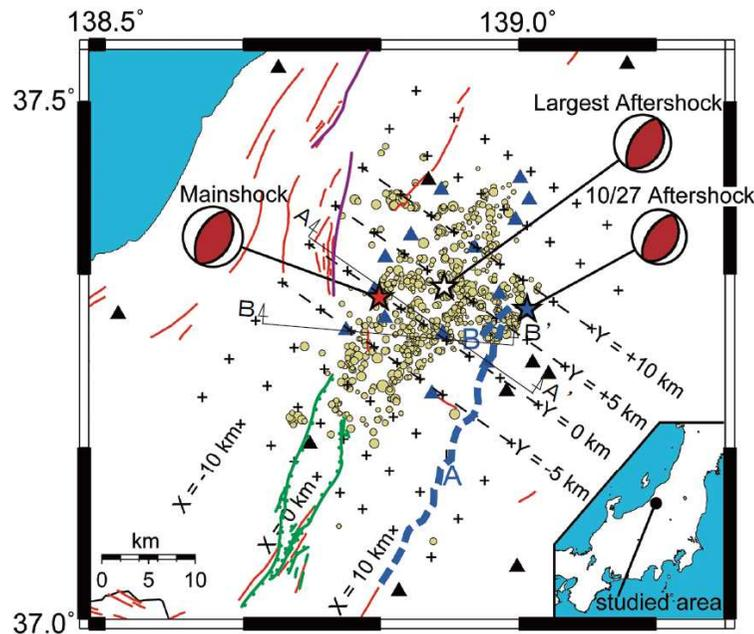 138.5°
139.0°
37.5°
Largest Aftershock
Mainshock
10/27 Aftershock
A
B
B
B'
Y = +10 km
A'
Y = +5 km
Y = 0 km
Y = -5 km
X = -10 km
A
X = 0 km
X = 10 km
km
0 5 10
37.0°
studied area